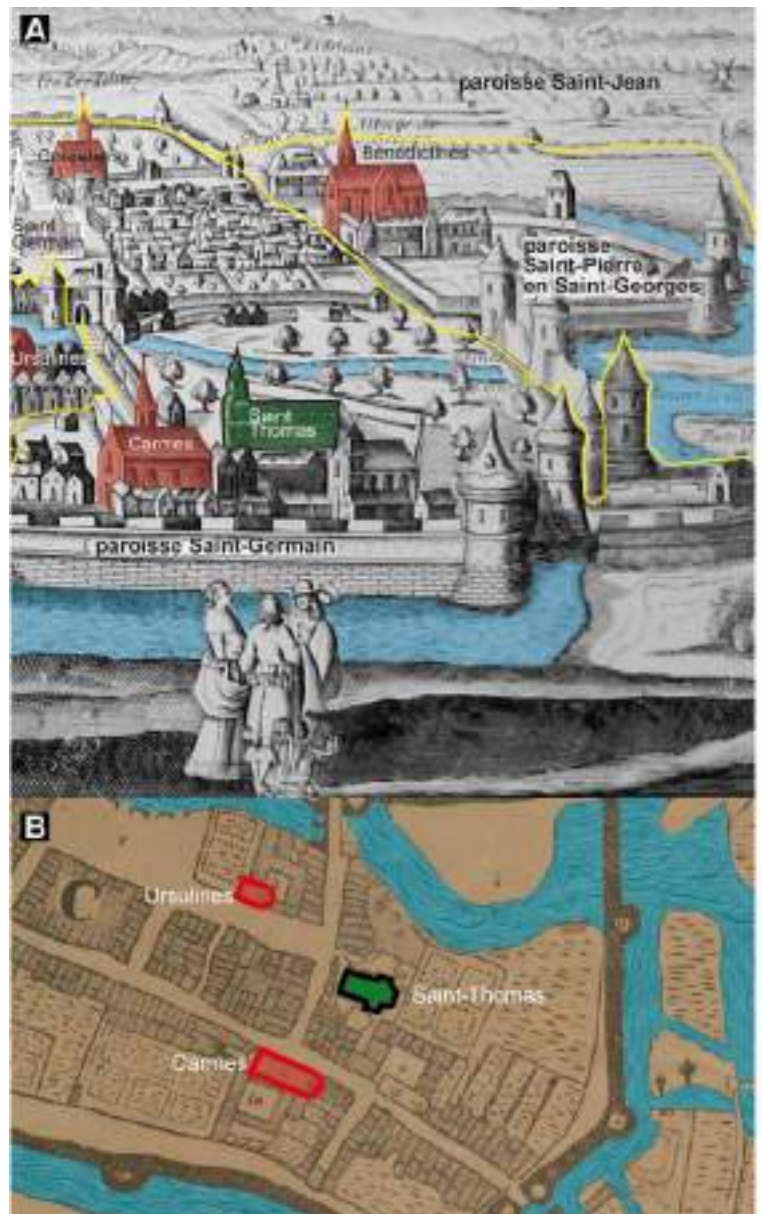 A
paroisse Saint-Jean
Bénédictines
Saint
Germain
paroisse
Saint-Pierre
en Saint-Georges
Ursulines
Saint
Thomas
Carmes
paroisse Saint-Germain
B
Ursulines
C
Saint-Thomas
Carmes